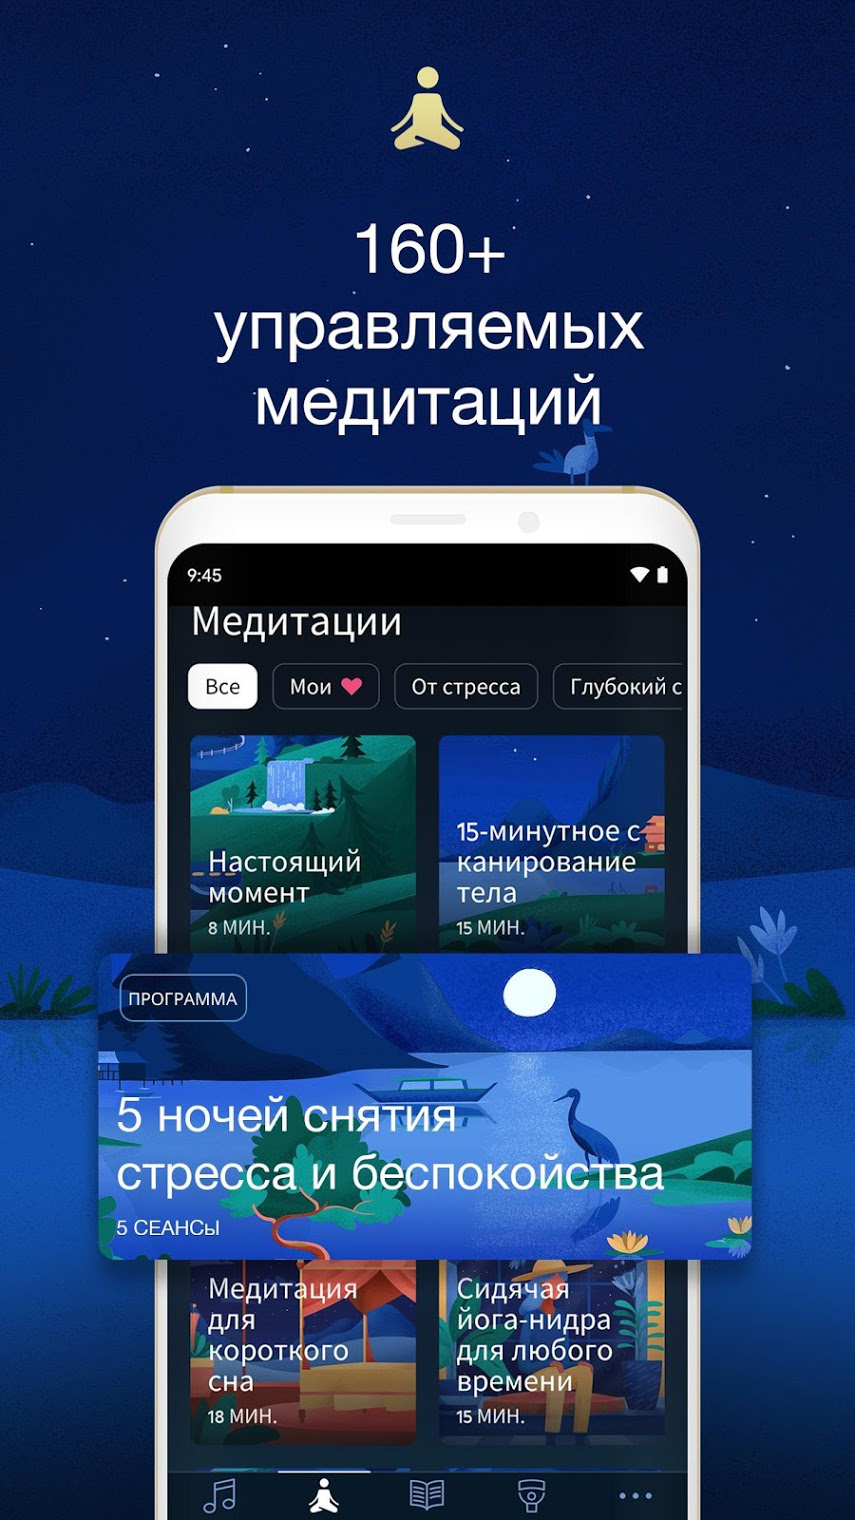 160+
управляемых
медитаций
9:45
Медитации
Все
Мои
От стресса
Глубокий с
Настоящий
момент
8 МИН.
15-минутное с
канирование
тела
15 МИН.
ПРОГРАММА
5 ночей снятия
стресса и беспокойства
5 СЕАНСы
Медитация
для
короткого
сна
18 МИН.
Сидячая
йога-нидра
для любого
времени
15 МИН.